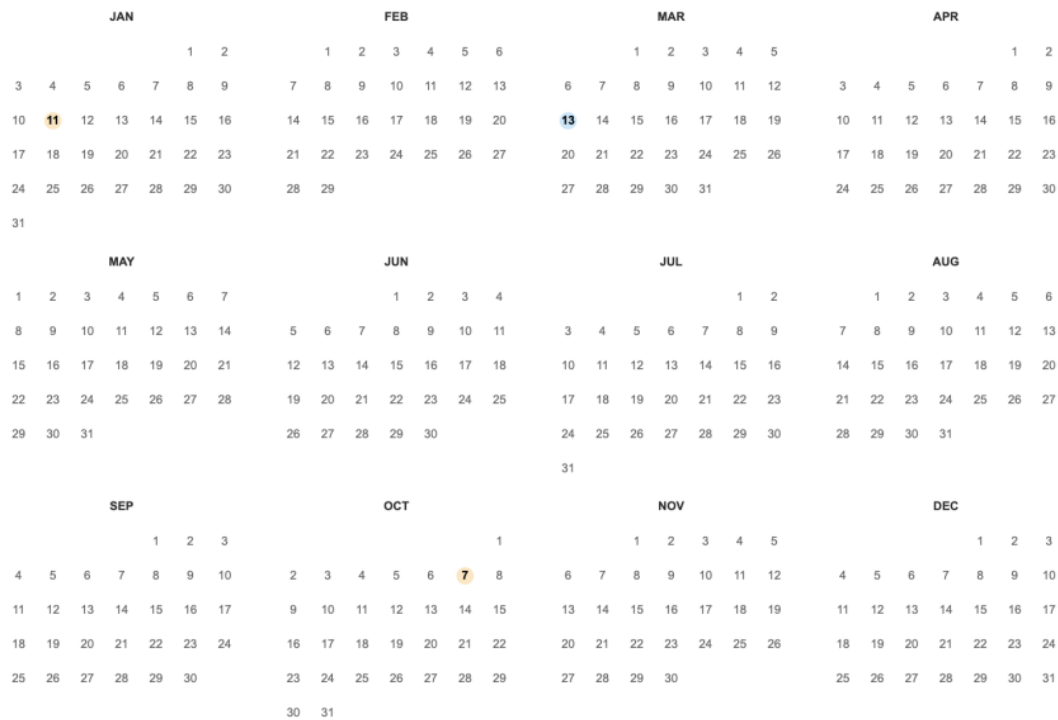 JAN FEB MAR APR
1 2 1 2 3 4 5 6 1 2 3 4 5 1 2
3 4 5 6 7 8 9 7 8 9 10 11 12 13 6 7 8 9 10 11 12 3 4 5 6 7 8 9
10 11 12 13 14 15 16 14 15 16 17 18 19 20 13 14 15 16 17 18 19 10 11 12 13 14 15 16
17 18 19 20 21 22 23 21 22 23 24 25 26 27 20 21 22 23 24 25 26 17 18 19 20 21 22 23
24 25 26 27 28 29 30 28 29 27 28 29 30 31 24 25 26 27 28 29 30
31
MAY JUN JUL AUG
1 2 3 4 5 6 7 1 2 3 4 1 2 1 2 3 4 5 6
8 9 10 11 12 13 14 5 6 7 8 9 10 11 3 4 5 6 7 8 9 7 8 9 10 11 12 13
15 16 17 18 19 20 21 12 13 14 15 16 17 18 10 11 12 13 14 15 16 14 15 16 17 18 19 20
22 23 24 25 26 27 28 19 20 21 22 23 24 25 17 18 19 20 21 22 23 21 22 23 24 25 26 27
29 30 31 26 27 28 29 30 24 25 26 27 28 29 30 28 29 30 31
31
SEP OCT NOV DEC
1 2 3 1 1 2 3 4 5 1 2 3
4 5 6 7 8 9 10 2 3 4 5 6 7 8 6 7 8 9 10 11 12 4 5 6 7 8 9 10
11 12 13 14 15 16 17 9 10 11 12 13 14 15 13 14 15 16 17 18 19 11 12 13 14 15 16 17
18 19 20 21 22 23 24 16 17 18 19 20 21 22 20 21 22 23 24 25 26 18 19 20 21 22 23 24
25 26 27 28 29 30 23 24 25 26 27 28 29 27 28 29 30 25 26 27 28 29 30 31
30 31